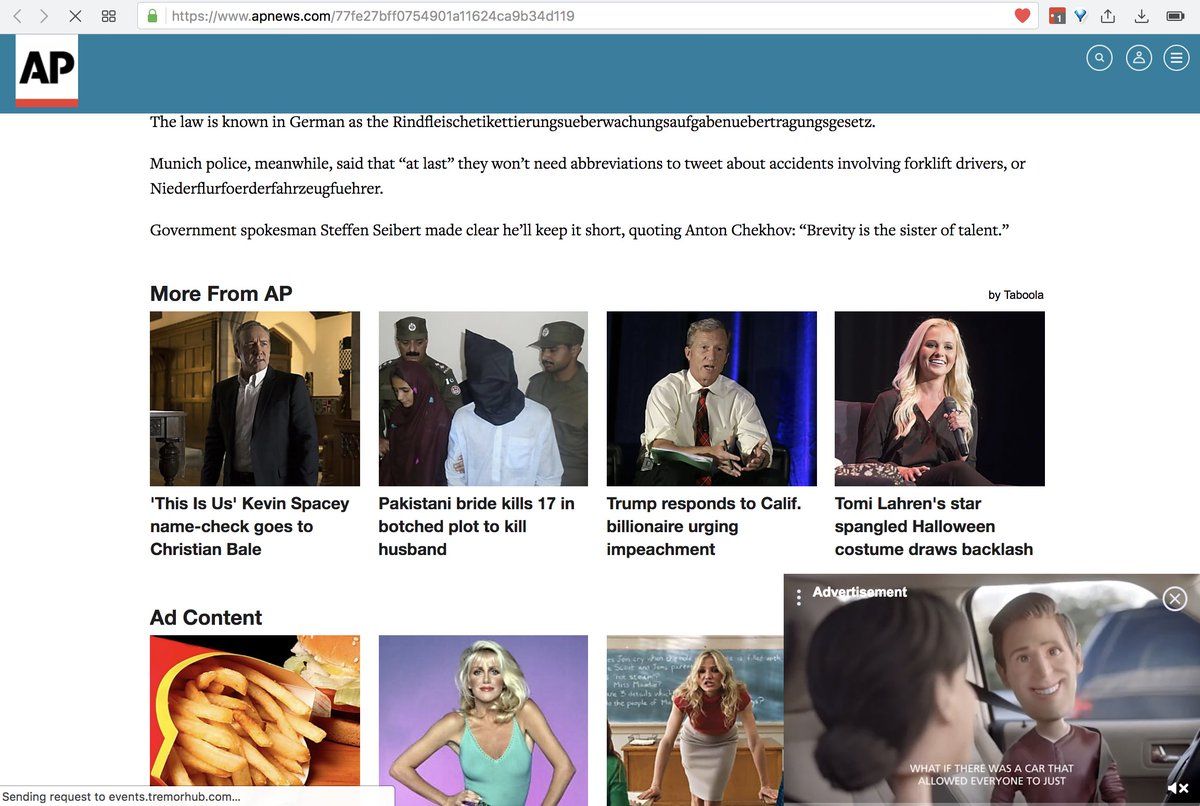 https://www.apnews.com/77fe27bff0754901a11624ca9b34d119
1
AP
The law is known in German as the Rindfleischetikettierungsueberwachungsaufgabenuebertragungsgesetz.
Munich police, meanwhile, said that “at last” they won’t need abbreviations to tweet about accidents involving forklift drivers, or
Niederflurfoerderfahrzeugfuehrer.
Government spokesman Steffen Seibert made clear he’ll keep it short, quoting Anton Chekhov: “Brevity is the sister of talent.”
More From AP
by Taboola
'This Is Us' Kevin Spacey
name-check goes to
Christian Bale
Pakistani bride kills 17 in
botched plot to kill
husband
Trump responds to Calif.
billionaire urging
impeachment
Tomi Lahren's star
spangled Halloween
costume draws backlash
Ad Content
Advertisement
WHAT IF THERE WAS A CAR THAT
ALLOWED EVERYONE TO JUST
Sending request to events.tremorhub.com...